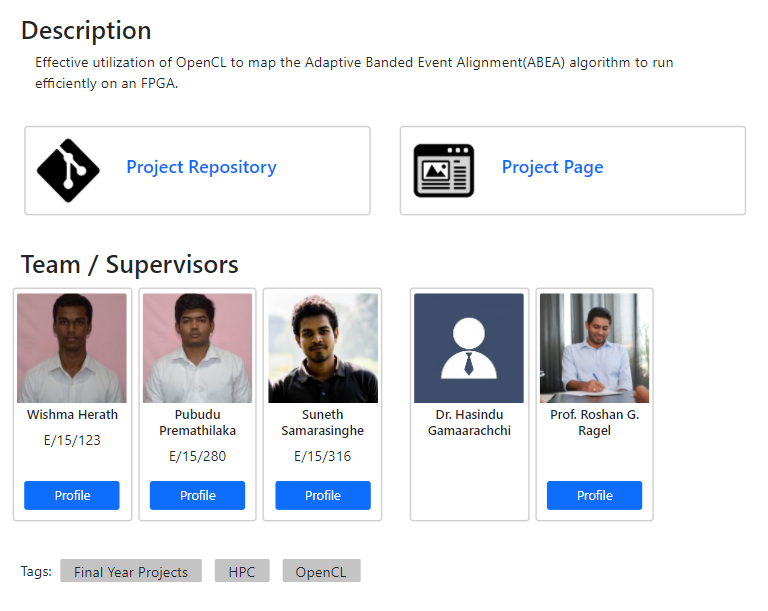 Description
Effective utilization of OpenCL to map the Adaptive Banded Event Alignment(ABEA) algorithm to run
efficiently on an FPGA.
Project Repository
Project Page
Team / Supervisors
Wishma Herath
E/15/123
Profile
Pubudu
Premathilaka
E/15/280
Profile
Suneth
Samarasinghe
E/15/316
Profile
Dr. Hasindu
Gamaarachchi
Prof. Roshan G.
Ragel
Profile
Tags: Final Year Projects HPC OpenCL